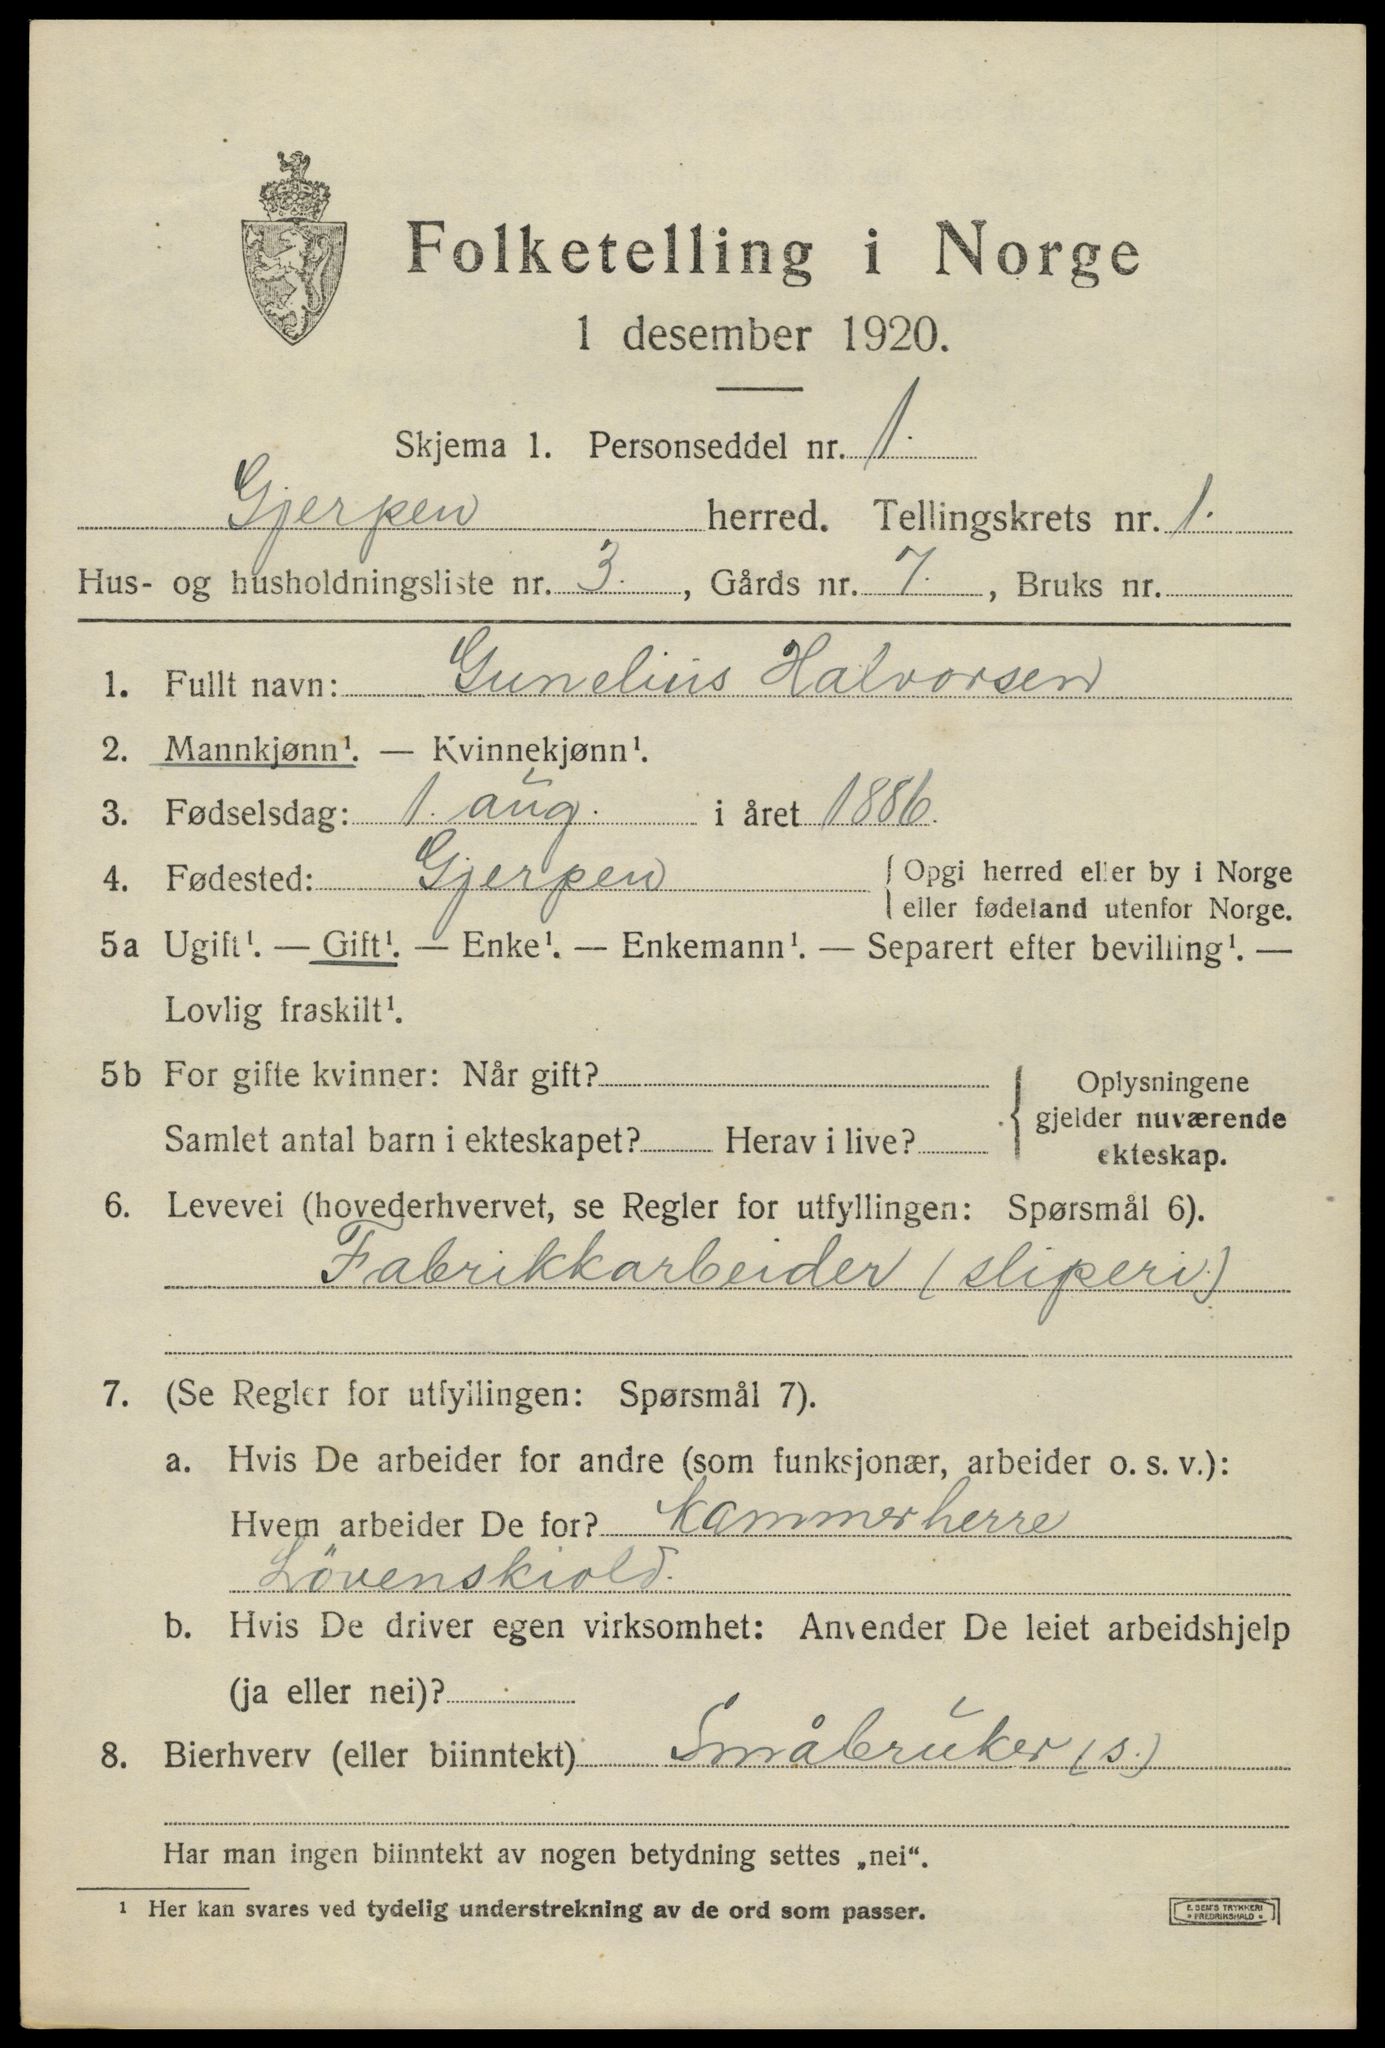 Folketelling i Norge
1 desember 1920.
Skjema 1. Personseddel nr. 1.
Gjerpen herred. Tellingskrets nr. 1.
Hus- og husholdningsliste nr. 3., Gårds nr. 7., Bruks nr.
1. Fullt navn: Gunelius Halvorsen
2. Mannkjønn¹. — Kvinnekjønn¹.
3. Fødselsdag: 1. aug. i året 1886.
4. Fødested: Gjerpen { Opgi herred eller by i Norge
eller fødeland utenfor Norge.
5a Ugift¹. — Gift¹. — Enke¹. — Enkemann¹. — Separert efter bevilling¹. —
Lovlig fraskilt¹.
5b For gifte kvinner: Når gift? Oplysningene
gjelder nuværende
Samlet antal barn i ekteskapet? Herav i live?
ekteskap.
6. Levevei (hovederhvervet, se Regler for utfyllingen: Spørsmål 6).
Fabrikkarbeider (sliperi.)
7. (Se Regler for utfyllingen: Spørsmål 7).
a. Hvis De arbeider for andre (som funksjonær, arbeider o. s. v.):
Hvem arbeider De for? Kammerherre
Lövenskiold.
b. Hvis De driver egen virksomhet: Anvender De leiet arbeidshjelp
(ja eller nei)?
8. Bierhverv (eller biinntekt) Småbruker (s.)
Har man ingen biinntekt av nogen betydning settes „nei“.
¹ Her kan svares ved tydelig understrekning av de ord som passer.
E. SEM'S TRYKKERI
• FREDRIKSHALD •